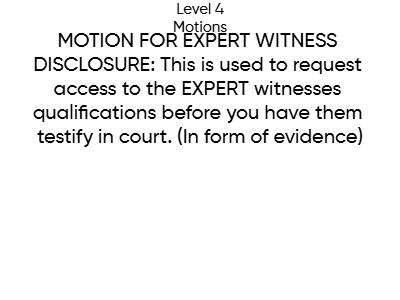 Level 4
Motions
MOTION FOR EXPERT WITNESS
DISCLOSURE: This is used to request
access to the EXPERT witnesses
qualifications before you have them
testify in court. (In form of evidence)